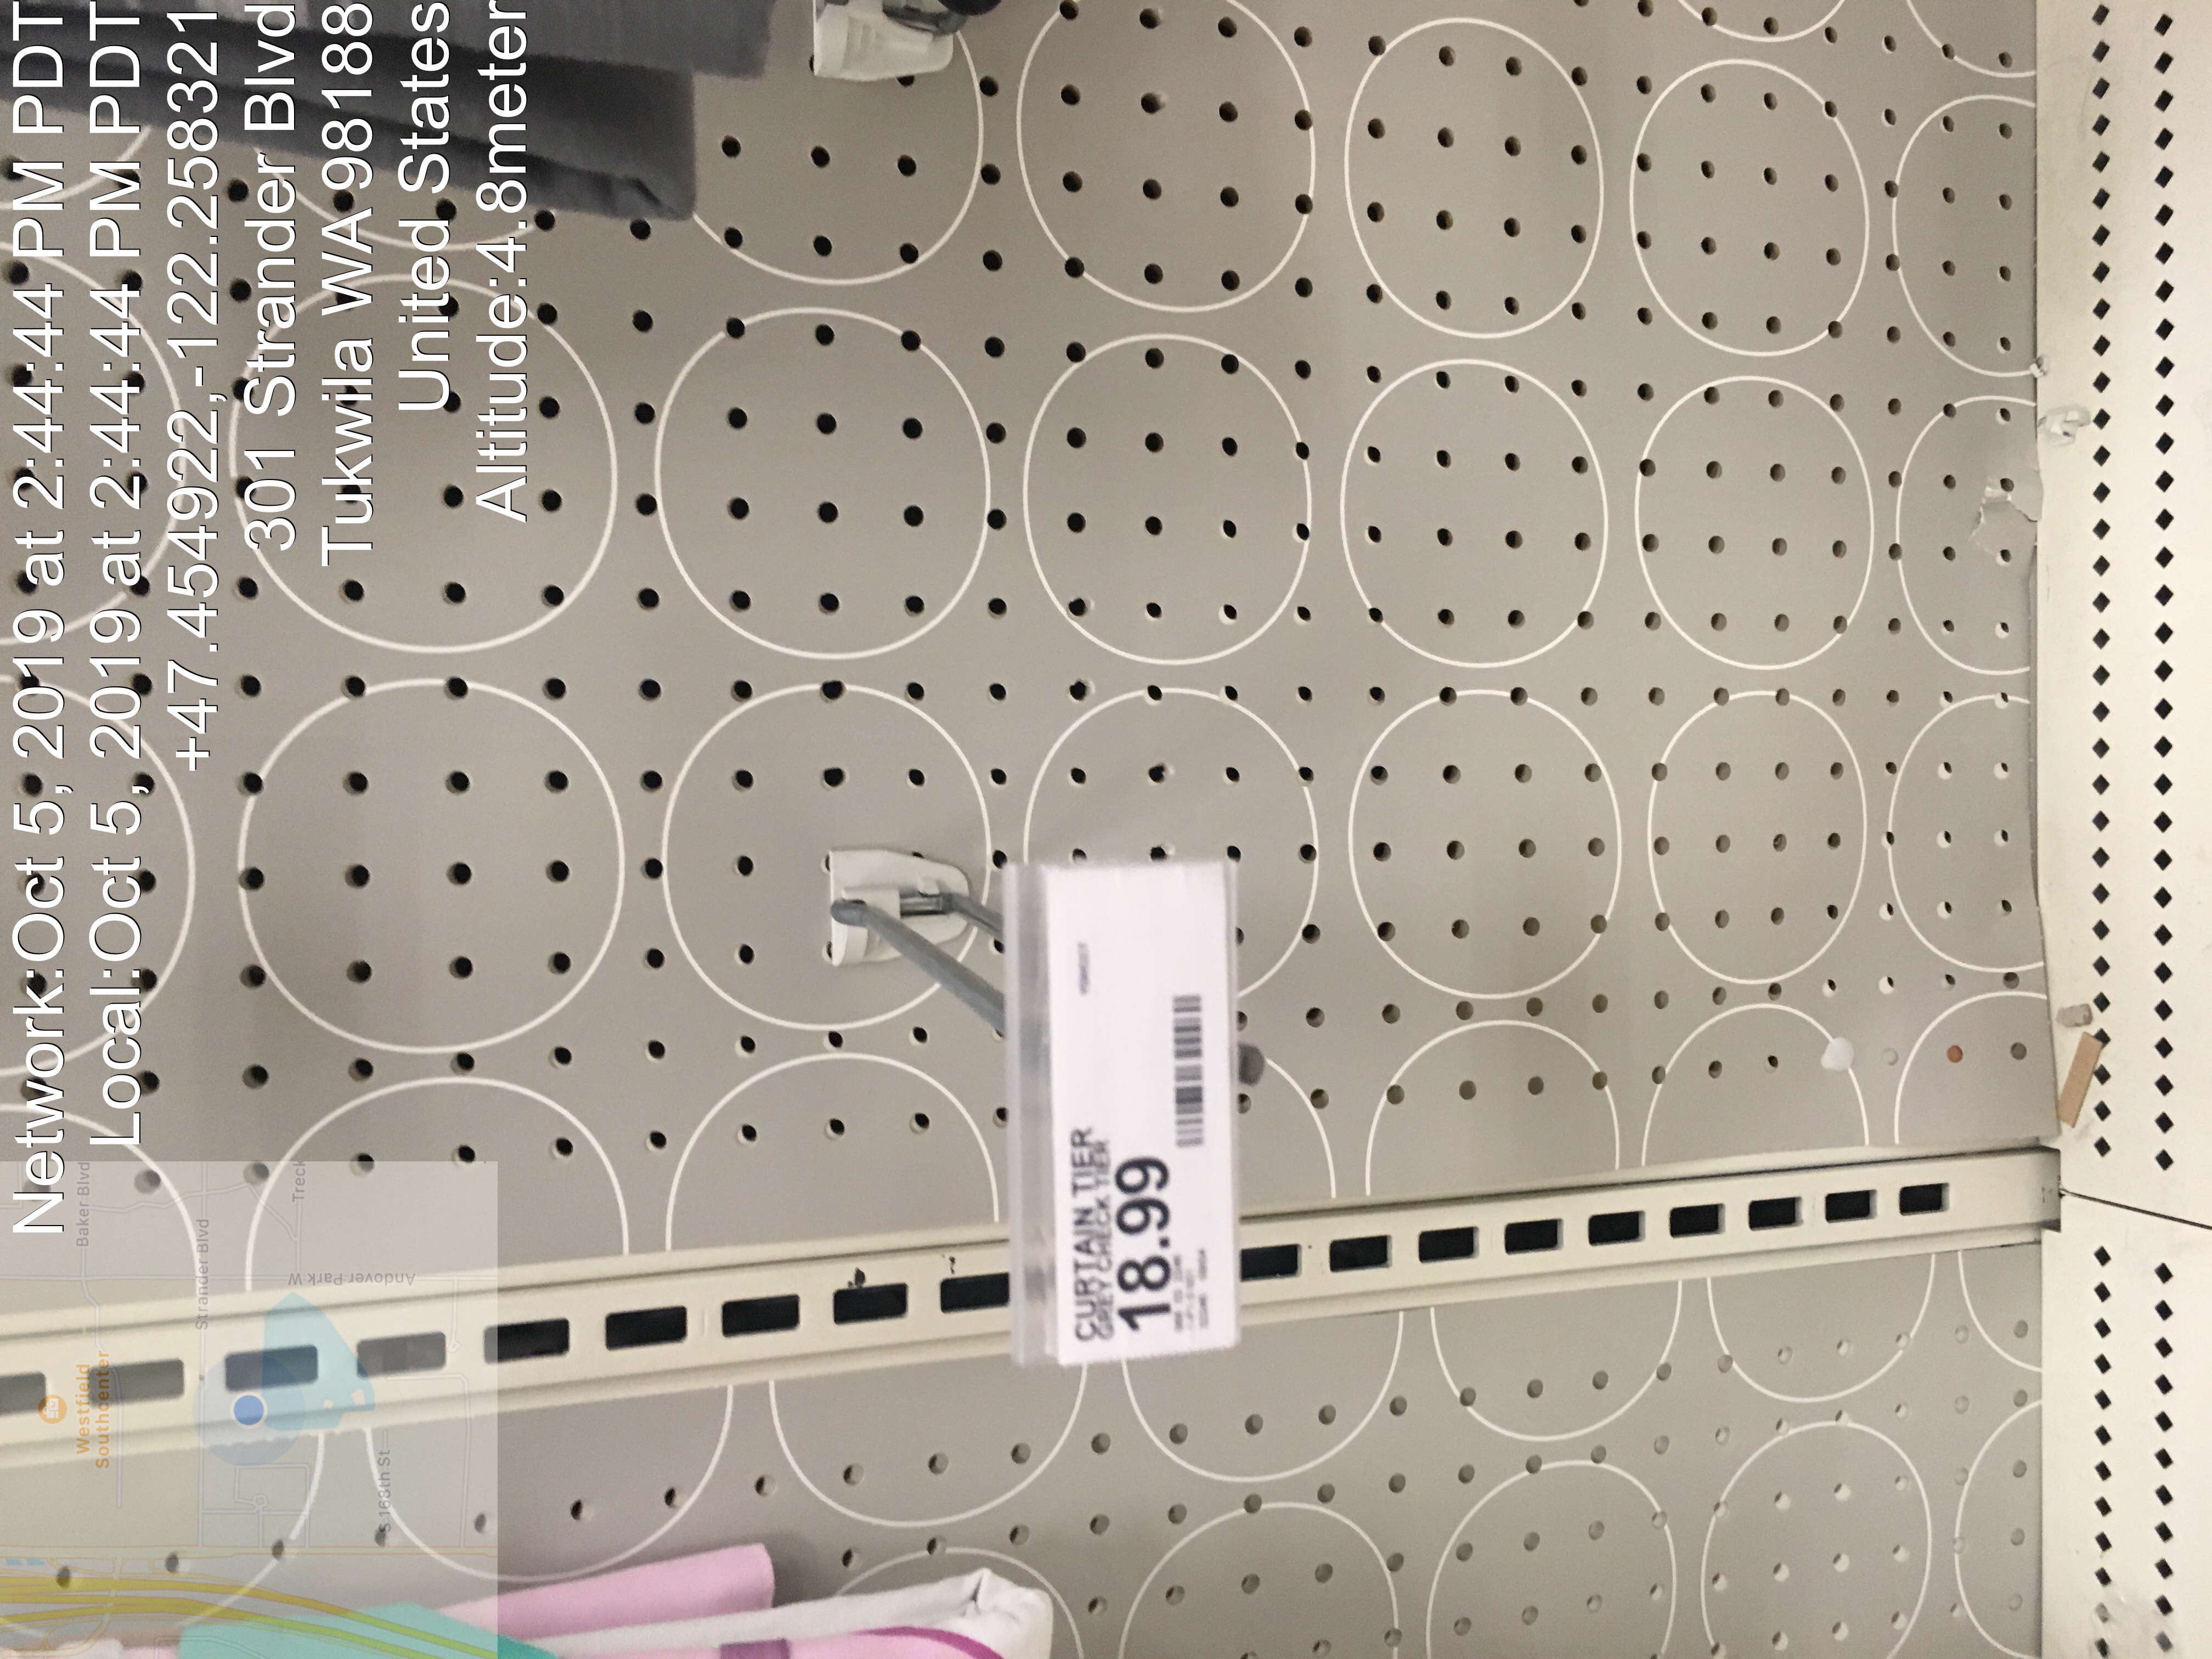 Network:Oct 5, 2019 at 2:44:44 PM PDT
Local:Oct 5, 2019 at 2:44:44 PM PDT
+47.454922,-122.258321
301 Strander Blvd
Tukwila WA 98188
United States
Altitude:4.8meter
Westfield
Southcenter
Baker Blvd
Strander Blvd
Treck
Andover Park W
S 168th St
CURTAIN TIER
GREY CHECK TIER
18.99